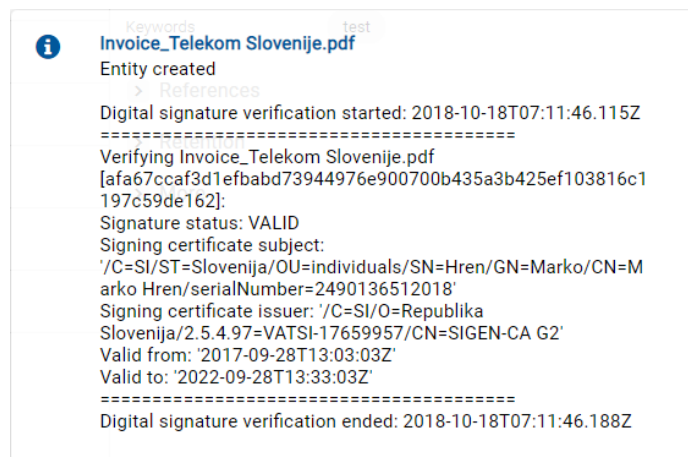 Keywords test
Invoice_Telekom Slovenije.pdf
Entity created
> References
Digital signature verification started: 2018-10-18T07:11:46.115Z
========================================
> Retention
Verifying Invoice_Telekom Slovenije.pdf
[afa67ccaf3d1efbabd73944976e900700b435a3b425ef103816c1
197c59de162]:
Signature status: VALID
Signing certificate subject:
'/C=SI/ST=Slovenija/OU=individuals/SN=Hren/GN=Marko/CN=M
arko Hren/serialNumber=2490136512018'
Signing certificate issuer: '/C=SI/O=Republika
Slovenija/2.5.4.97=VATSI-17659957/CN=SIGEN-CA G2'
Valid from: '2017-09-28T13:03:03Z'
Valid to: '2022-09-28T13:33:03Z'
========================================
Digital signature verification ended: 2018-10-18T07:11:46.188Z